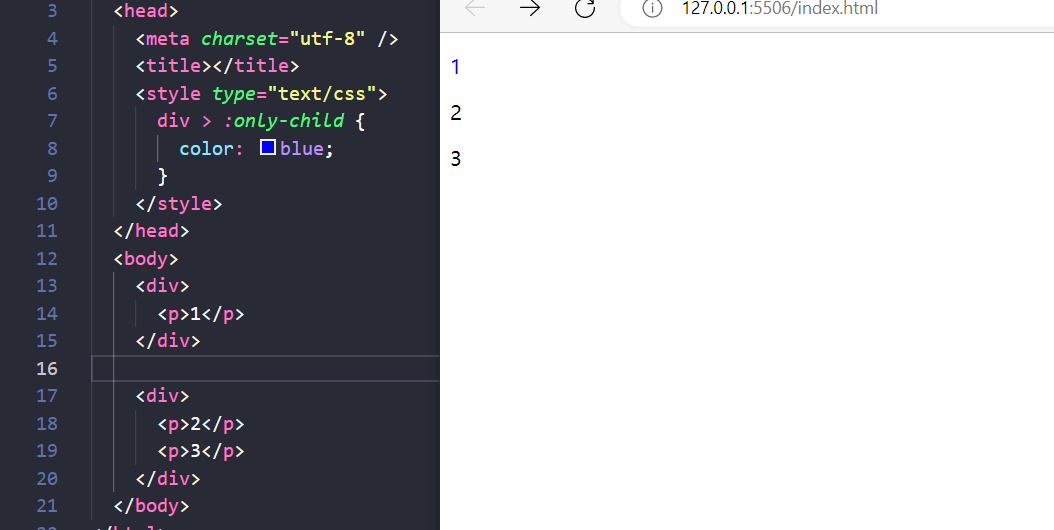 3 <head>
4 <meta charset="utf-8" />
5 <title></title>
6 <style type="text/css">
7 div > :only-child {
8 color: blue;
9 }
10 </style>
11 </head>
12 <body>
13 <div>
14 <p>1</p>
15 </div>
16
17 <div>
18 <p>2</p>
19 <p>3</p>
20 </div>
21 </body>
127.0.0.1:5506/index.html
1
2
3